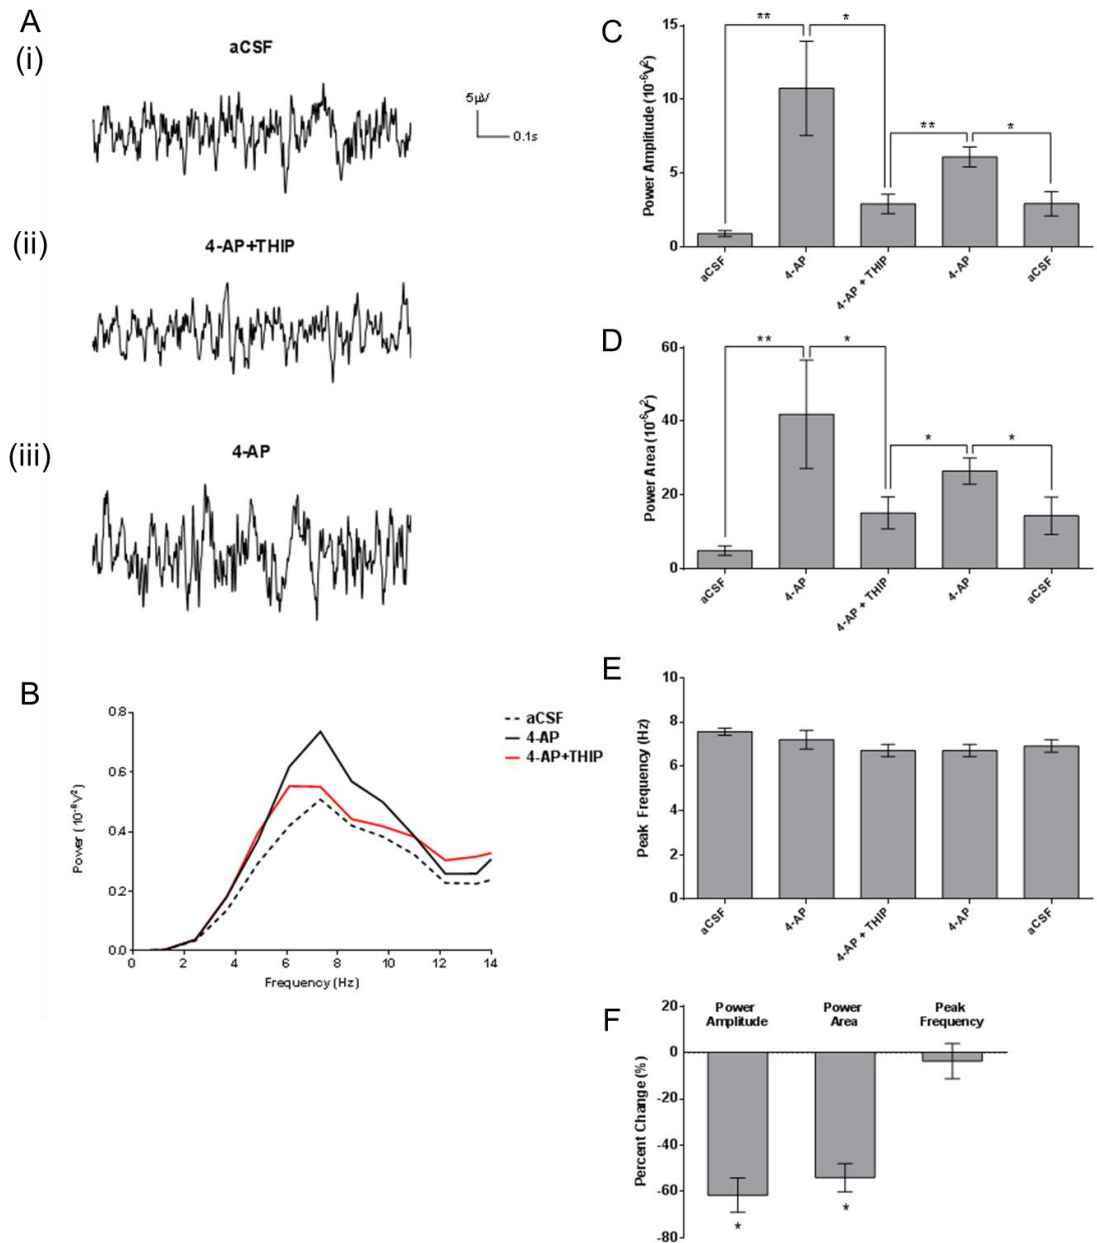 A
(i)
aCSF
5µV
0.1s
(ii)
4-AP+THIP
(iii)
4-AP
B
0.8
0.6
0.4
0.2
0.0
Power (10⁻⁶V²)
0 2 4 6 8 10 12 14
Frequency (Hz)
aCSF
4-AP
4-AP+THIP
C
** *
** *
15
10
5
0
Power Amplitude (10⁻⁶V²)
aCSF 4-AP 4-AP + THIP 4-AP aCSF
D
** *
* *
60
40
20
0
Power Area (10⁻⁶V²)
aCSF 4-AP 4-AP + THIP 4-AP aCSF
E
10
8
6
4
2
0
Peak Frequency (Hz)
aCSF 4-AP 4-AP + THIP 4-AP aCSF
F
Power Amplitude
Power Area
Peak Frequency
20
0
-20
-40
-60
-80
Percent Change (%)
* *